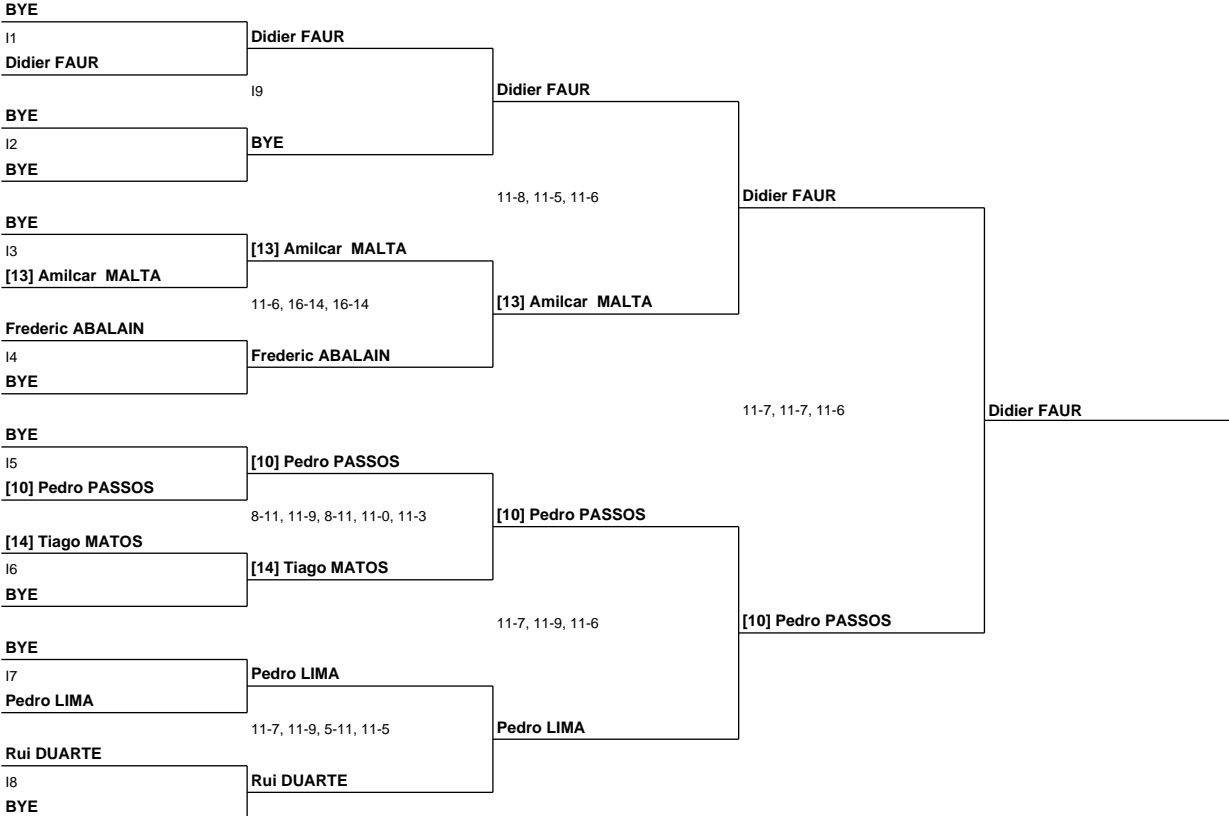 BYE
I1
Didier FAUR
Didier FAUR
I9
Didier FAUR
BYE
I2
BYE
BYE
11-8, 11-5, 11-6
Didier FAUR
BYE
I3
[13] Amilcar  MALTA
[13] Amilcar  MALTA
11-6, 16-14, 16-14
[13] Amilcar  MALTA
Frederic ABALAIN
I4
Frederic ABALAIN
BYE
11-7, 11-7, 11-6
Didier FAUR
BYE
I5
[10] Pedro PASSOS
[10] Pedro PASSOS
8-11, 11-9, 8-11, 11-0, 11-3
[10] Pedro PASSOS
[14] Tiago MATOS
I6
[14] Tiago MATOS
BYE
11-7, 11-9, 11-6
[10] Pedro PASSOS
BYE
I7
Pedro LIMA
Pedro LIMA
11-7, 11-9, 5-11, 11-5
Pedro LIMA
Rui DUARTE
I8
Rui DUARTE
BYE